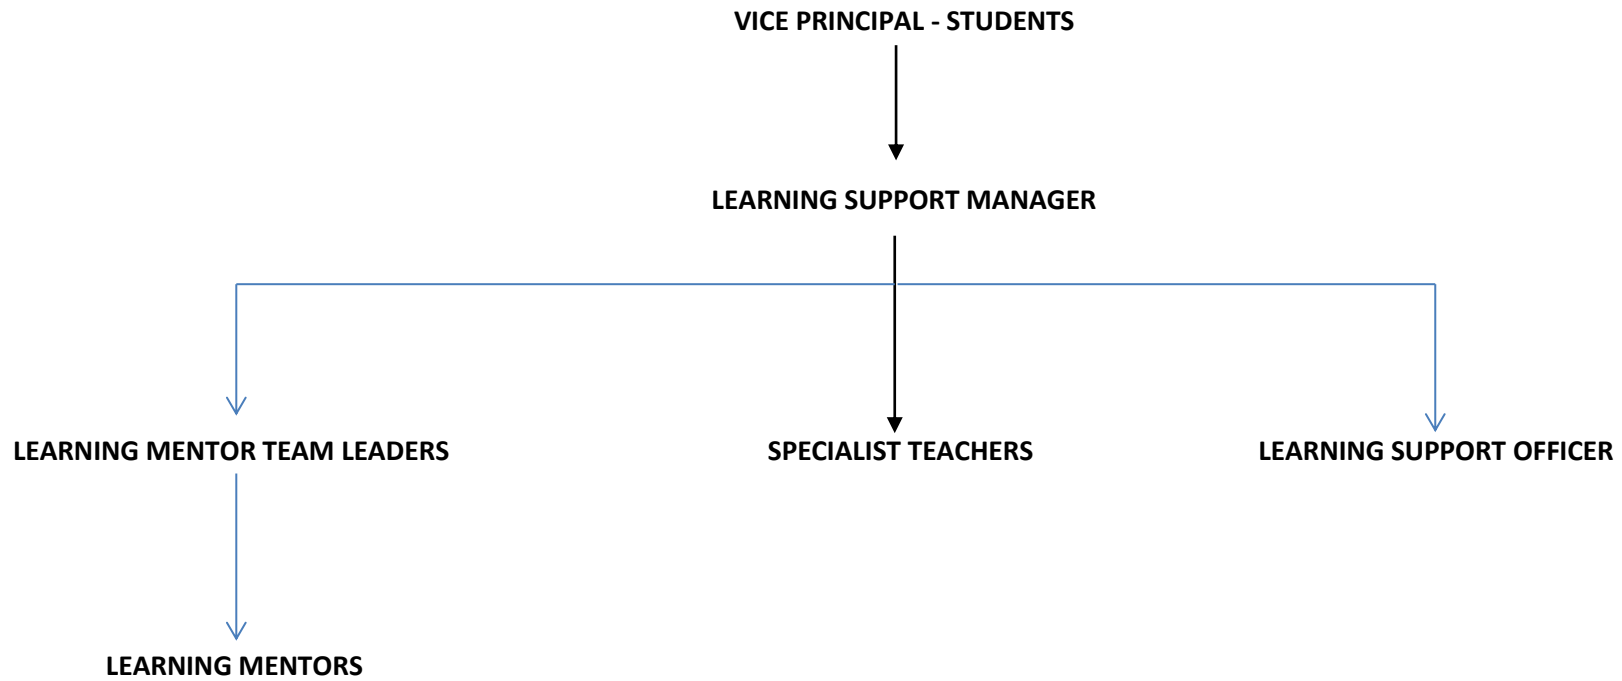 VICE PRINCIPAL - STUDENTS
LEARNING SUPPORT MANAGER
LEARNING MENTOR TEAM LEADERS
SPECIALIST TEACHERS
LEARNING SUPPORT OFFICER
LEARNING MENTORS